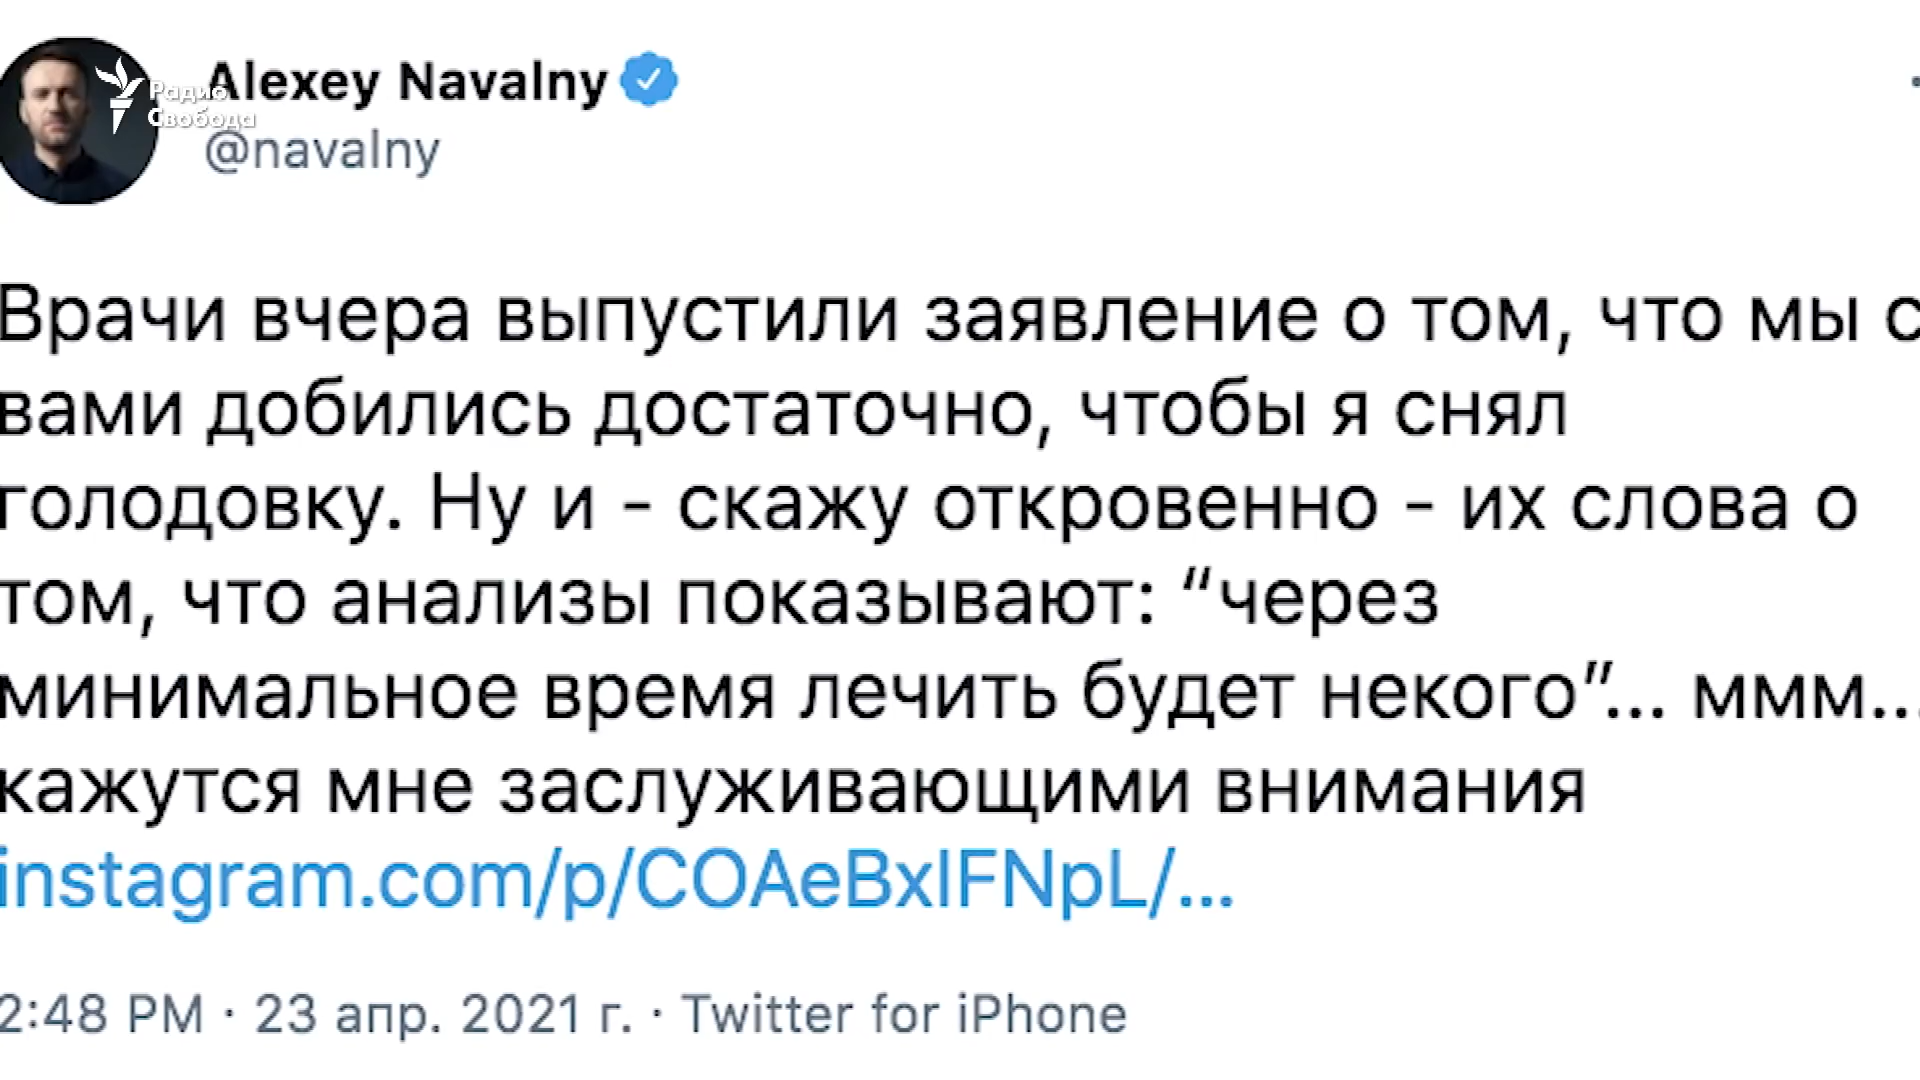 Alexey Navalny
Радио
Свобода
@navalny
Врачи вчера выпустили заявление о том, что мы с
вами добились достаточно, чтобы я снял
голодовку. Ну и - скажу откровенно - их слова о
том, что анализы показывают: “через
минимальное время лечить будет некого”... ммм...
кажутся мне заслуживающими внимания
instagram.com/p/COAeBxIFNpL/...
2:48 PM · 23 апр. 2021 г. · Twitter for iPhone